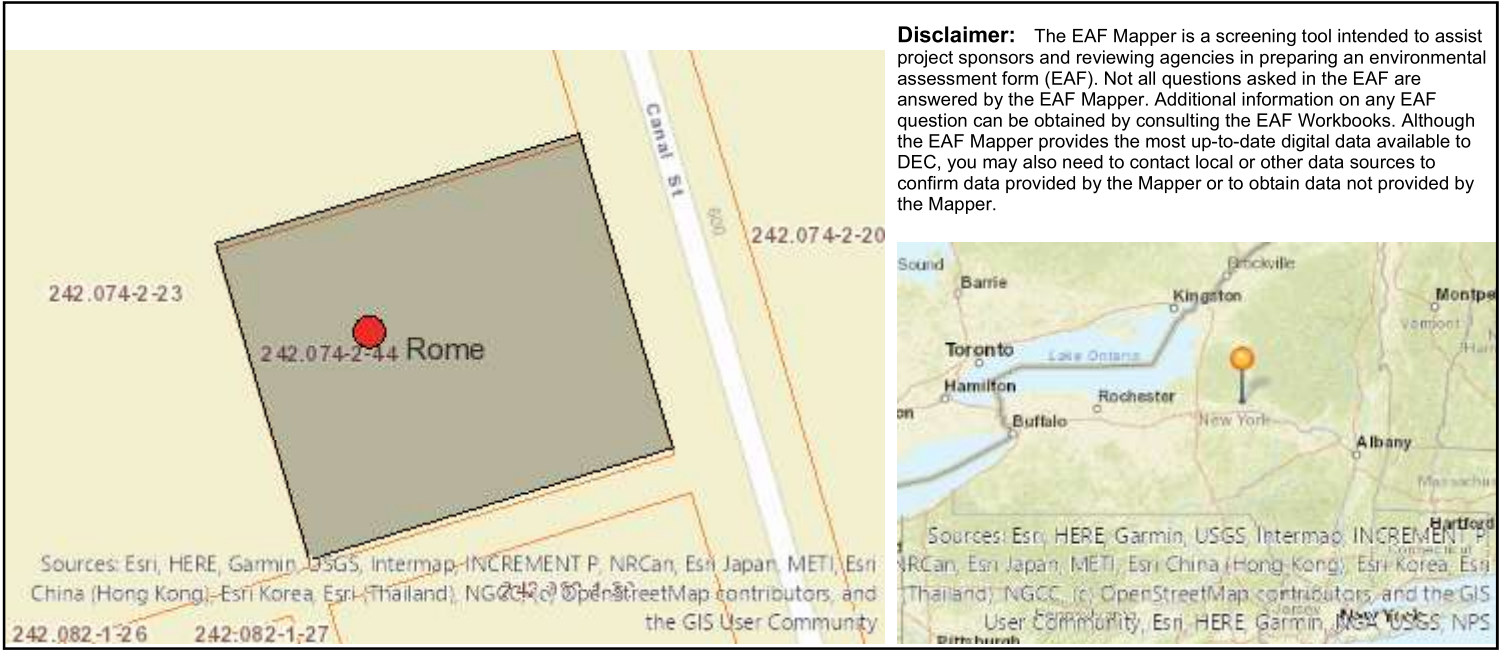 Disclaimer: The EAF Mapper is a screening tool intended to assist
project sponsors and reviewing agencies in preparing an environmental
assessment form (EAF). Not all questions asked in the EAF are
answered by the EAF Mapper. Additional information on any EAF
question can be obtained by consulting the EAF Workbooks. Although
the EAF Mapper provides the most up-to-date digital data available to
DEC, you may also need to contact local or other data sources to
confirm data provided by the Mapper or to obtain data not provided by
the Mapper.
Canal St
600
242.074-2-20
242.074-2-23
242.074-2-44
Rome
Sources: Esri, HERE, Garmin, USGS, Intermap, INCREMENT P, NRCan, Esri Japan, METI, Esri
China (Hong Kong), Esri Korea, Esri (Thailand), NGCC, (c) OpenStreetMap contributors, and
the GIS User Community
242.082-1-26
242.082-1-27
Sound
Barrie
Brockville
Kingston
Montpe
Vermont
Toronto
Lake Ontario
Hamilton
Rochester
on
Buffalo
New York
Albany
Massachus
Hartford
Connecticut
Sources: Esri, HERE, Garmin, USGS, Intermap, INCREMENT P,
NRCan, Esri Japan, METI, Esri China (Hong Kong), Esri Korea, Esri
(Thailand), NGCC, (c) OpenStreetMap contributors, and the GIS
User Community, Esri, HERE, Garmin, NGA, USGS, NPS
Pennsylvania
Jersey
New York
Pittsburgh